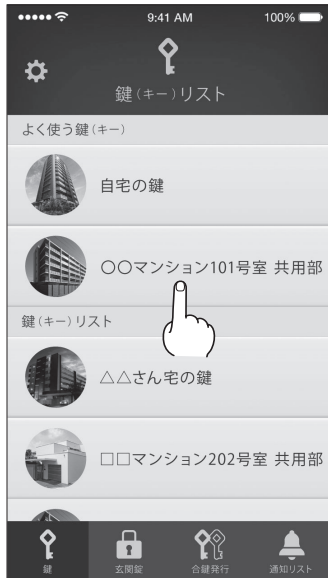 9:41 AM
100%
鍵（キー）リスト
よく使う鍵（キー）
自宅の鍵
〇〇マンション101号室 共用部
鍵（キー）リスト
△△さん宅の鍵
□□マンション202号室 共用部
鍵
玄関錠
合鍵発行
通知リスト